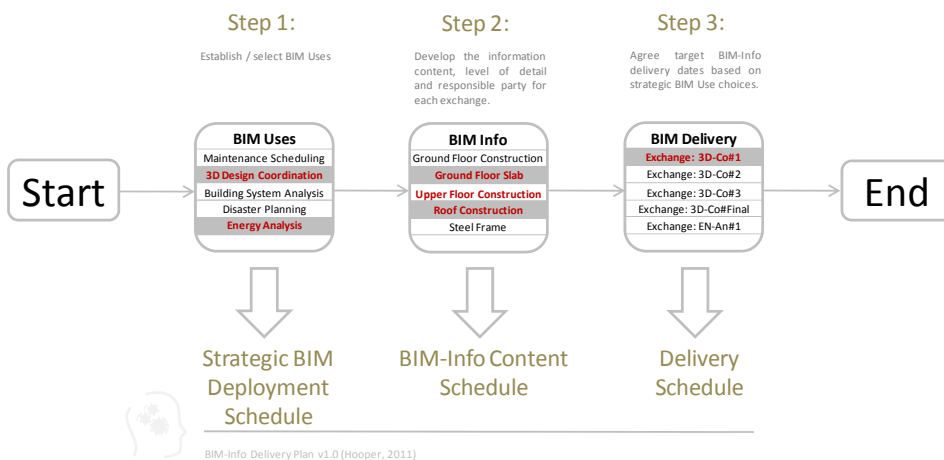 Step 1:
Establish / select BIM Uses
Step 2:
Develop the information
content, level of detail
and responsible party for
each exchange.
Step 3:
Agree target BIM-Info
delivery dates based on
strategic BIM Use choices.
Start
BIM Uses
Maintenance Scheduling
3D Design Coordination
Building System Analysis
Disaster Planning
Energy Analysis
BIM Info
Ground Floor Construction
Ground Floor Slab
Upper Floor Construction
Roof Construction
Steel Frame
BIM Delivery
Exchange: 3D-Co#1
Exchange: 3D-Co#2
Exchange: 3D-Co#3
Exchange: 3D-Co#Final
Exchange: EN-An#1
End
Strategic BIM
Deployment
Schedule
BIM-Info Content
Schedule
Delivery
Schedule
BIM-Info Delivery Plan v1.0 (Hooper, 2011)